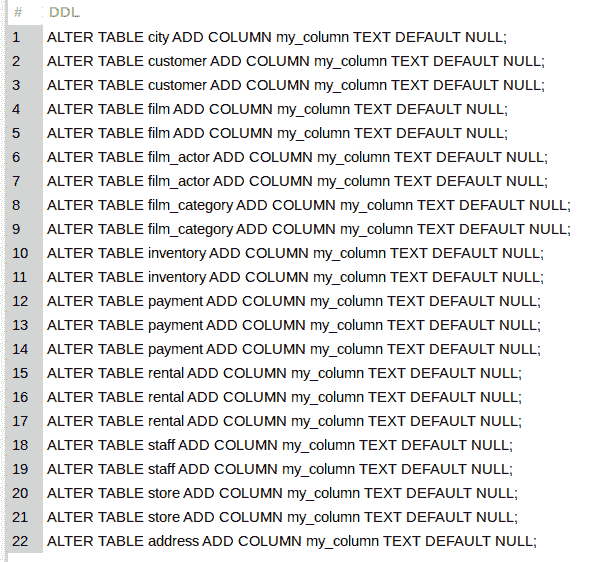 # DDL
1 ALTER TABLE city ADD COLUMN my_column TEXT DEFAULT NULL;
2 ALTER TABLE customer ADD COLUMN my_column TEXT DEFAULT NULL;
3 ALTER TABLE customer ADD COLUMN my_column TEXT DEFAULT NULL;
4 ALTER TABLE film ADD COLUMN my_column TEXT DEFAULT NULL;
5 ALTER TABLE film ADD COLUMN my_column TEXT DEFAULT NULL;
6 ALTER TABLE film_actor ADD COLUMN my_column TEXT DEFAULT NULL;
7 ALTER TABLE film_actor ADD COLUMN my_column TEXT DEFAULT NULL;
8 ALTER TABLE film_category ADD COLUMN my_column TEXT DEFAULT NULL;
9 ALTER TABLE film_category ADD COLUMN my_column TEXT DEFAULT NULL;
10 ALTER TABLE inventory ADD COLUMN my_column TEXT DEFAULT NULL;
11 ALTER TABLE inventory ADD COLUMN my_column TEXT DEFAULT NULL;
12 ALTER TABLE payment ADD COLUMN my_column TEXT DEFAULT NULL;
13 ALTER TABLE payment ADD COLUMN my_column TEXT DEFAULT NULL;
14 ALTER TABLE payment ADD COLUMN my_column TEXT DEFAULT NULL;
15 ALTER TABLE rental ADD COLUMN my_column TEXT DEFAULT NULL;
16 ALTER TABLE rental ADD COLUMN my_column TEXT DEFAULT NULL;
17 ALTER TABLE rental ADD COLUMN my_column TEXT DEFAULT NULL;
18 ALTER TABLE staff ADD COLUMN my_column TEXT DEFAULT NULL;
19 ALTER TABLE staff ADD COLUMN my_column TEXT DEFAULT NULL;
20 ALTER TABLE store ADD COLUMN my_column TEXT DEFAULT NULL;
21 ALTER TABLE store ADD COLUMN my_column TEXT DEFAULT NULL;
22 ALTER TABLE address ADD COLUMN my_column TEXT DEFAULT NULL;